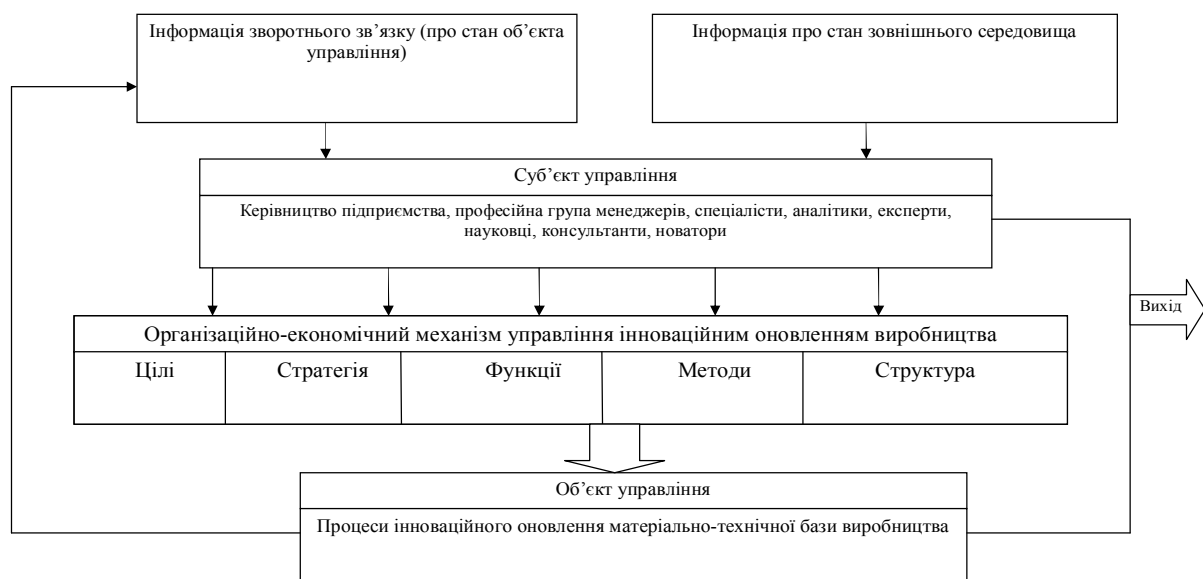 Інформація зворотнього зв’язку (про стан об’єкта
управління)
Інформація про стан зовнішнього середовища
Суб’єкт управління
Керівництво підприємства, професійна група менеджерів, спеціалісти, аналітики, експерти,
науковці, консультанти, новатори
Вихід
Організаційно-економічний механізм управління інноваційним оновленням виробництва
Цілі
Стратегія
Функції
Методи
Структура
Об’єкт управління
Процеси інноваційного оновлення матеріально-технічної бази виробництва